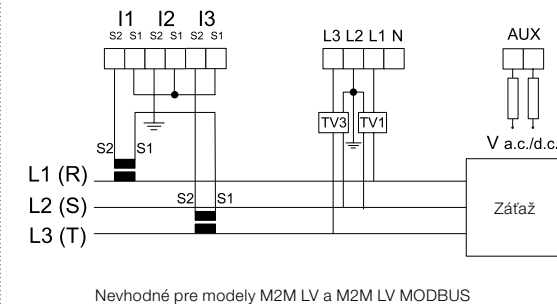 I1 I2 I3
S2 S1 S2 S1 S2 S1
L3 L2 L1 N
AUX
TV3 TV1
V a.c./d.c.
S2 S1
L1 (R)
S2 S1
L2 (S)
L3 (T)
Záťaž
Nevhodné pre modely M2M LV a M2M LV MODBUS